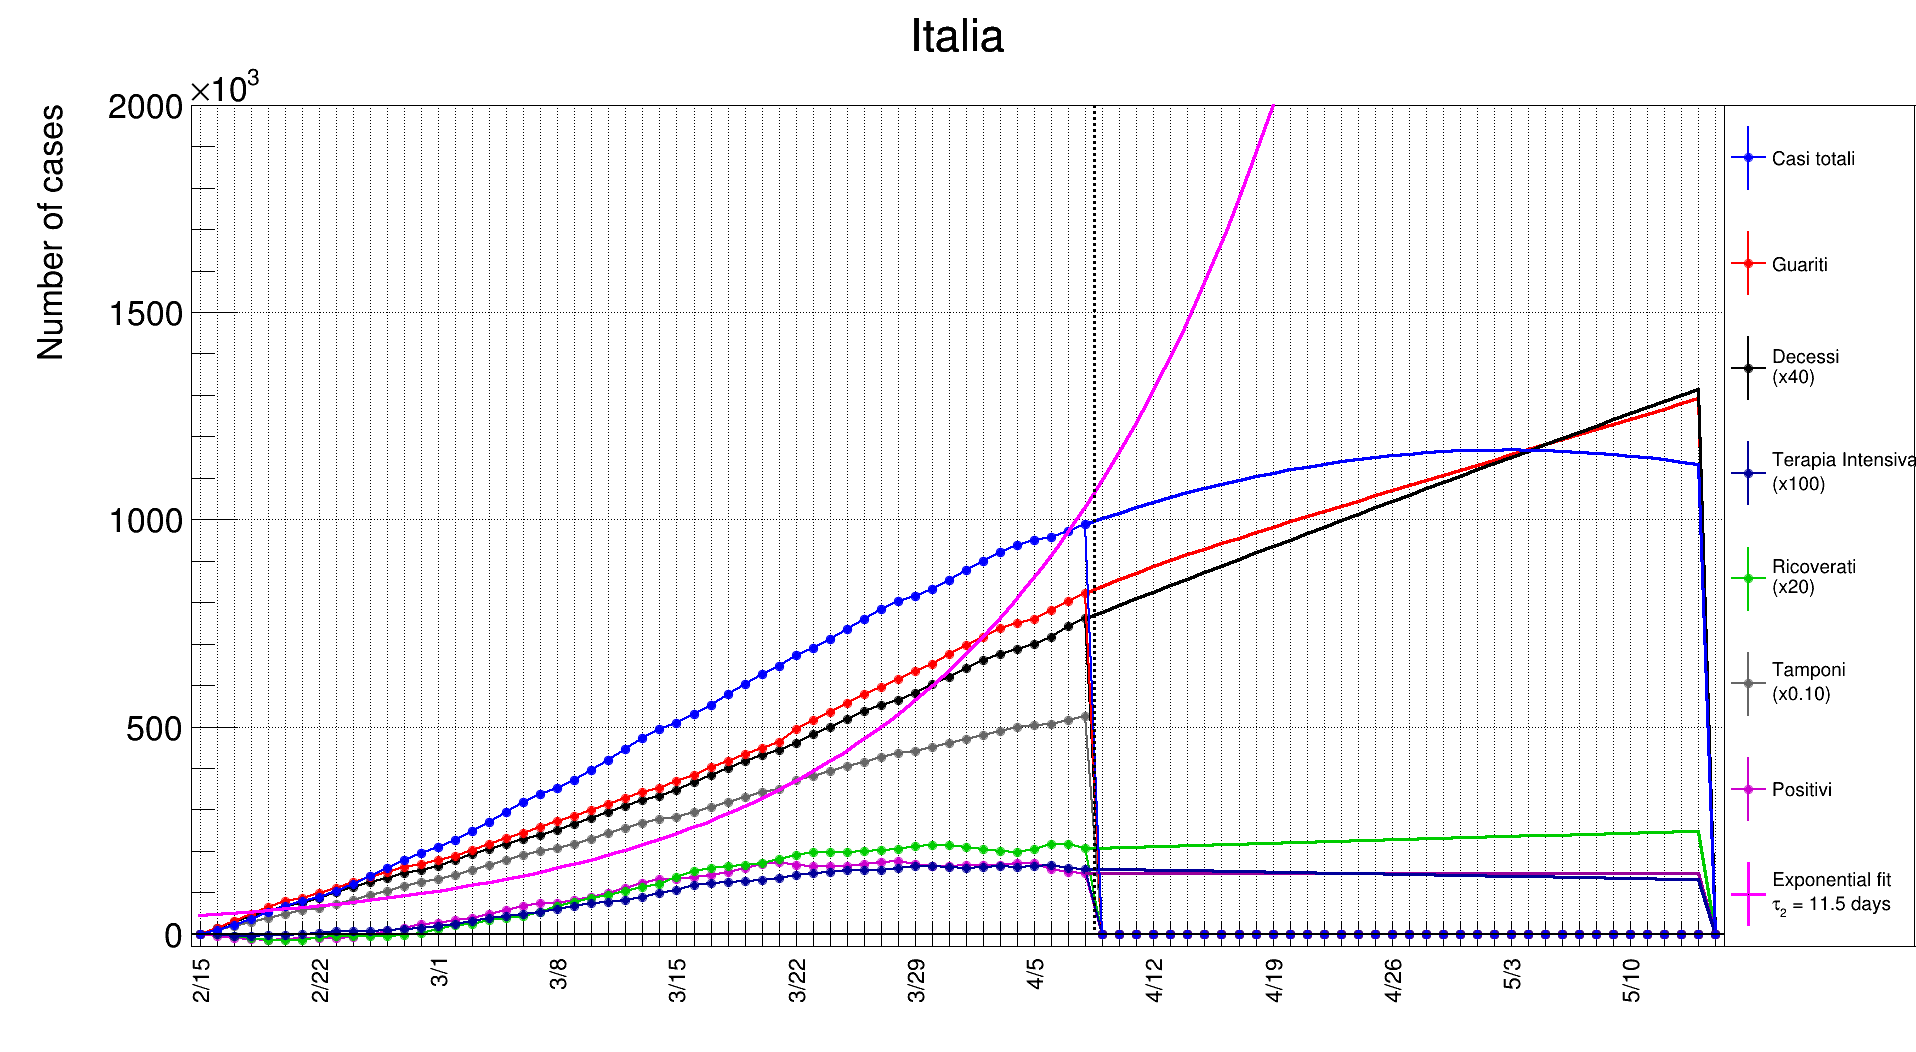 Italia
×10³
Number of cases
2000
1500
1000
500
0
2/15
2/22
3/1
3/8
3/15
3/22
3/29
4/5
4/12
4/19
4/26
5/3
5/10
Casi totali
Guariti
Decessi
(x40)
Terapia Intensiva
(x100)
Ricoverati
(x20)
Tamponi
(x0.10)
Positivi
Exponential fit
τ₂ = 11.5 days